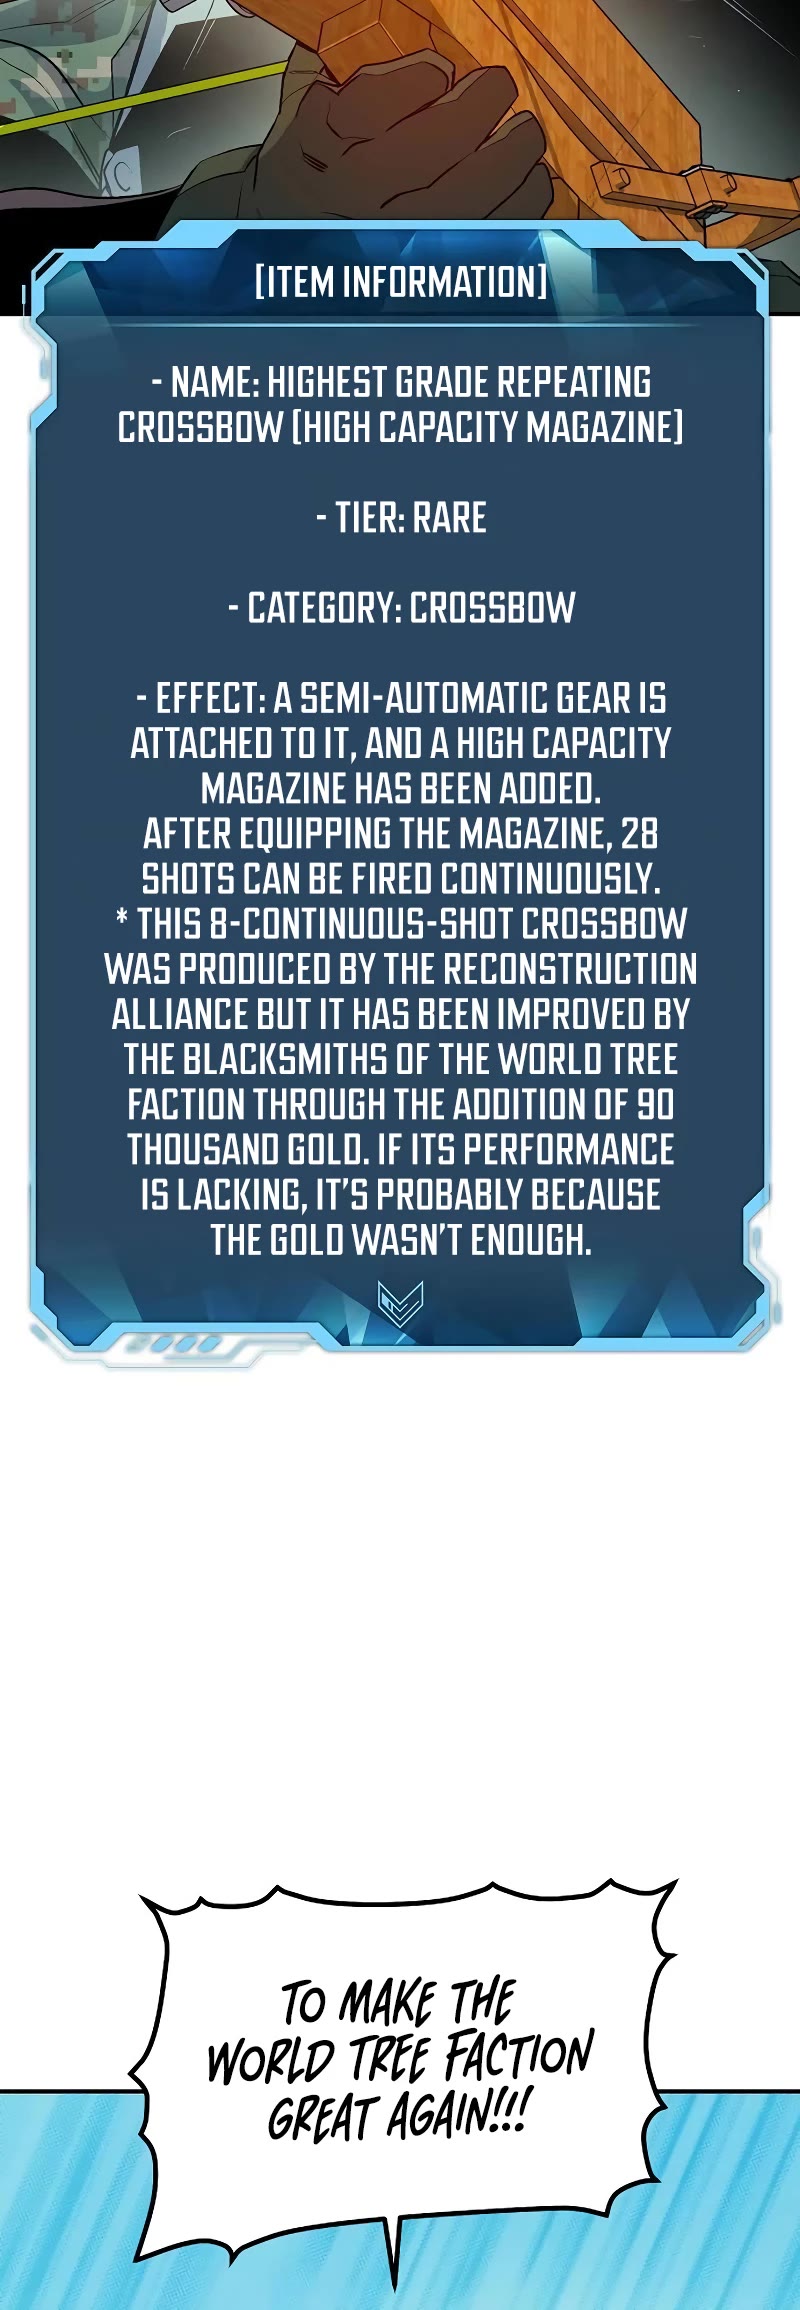 [ITEM INFORMATION]
- NAME: HIGHEST GRADE REPEATING
CROSSBOW [HIGH CAPACITY MAGAZINE]
- TIER: RARE
- CATEGORY: CROSSBOW
- EFFECT: A SEMI-AUTOMATIC GEAR IS
ATTACHED TO IT, AND A HIGH CAPACITY
MAGAZINE HAS BEEN ADDED.
AFTER EQUIPPING THE MAGAZINE, 28
SHOTS CAN BE FIRED CONTINUOUSLY.
* THIS 8-CONTINUOUS-SHOT CROSSBOW
WAS PRODUCED BY THE RECONSTRUCTION
ALLIANCE BUT IT HAS BEEN IMPROVED BY
THE BLACKSMITHS OF THE WORLD TREE
FACTION THROUGH THE ADDITION OF 90
THOUSAND GOLD. IF ITS PERFORMANCE
IS LACKING, IT'S PROBABLY BECAUSE
THE GOLD WASN'T ENOUGH.
TO MAKE THE
WORLD TREE FACTION
GREAT AGAIN!!!